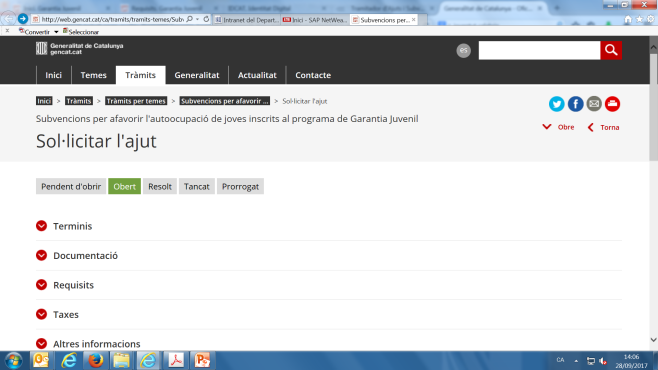 http://web.gencat.cat/ca/tramits/tramits-temes/Subv
Intranet del Depart...
Inici - SAP NetWea...
Subvencions per...
Convertir
Seleccionar
Generalitat de Catalunya
gencat.cat
es
Inici
Temes
Tràmits
Generalitat
Actualitat
Contacte
Inici > Tràmits > Tràmits per temes > Subvencions per afavorir ... > Sol·licitar l'ajut
Subvencions per afavorir l'autoocupació de joves inscrits al programa de Garantia Juvenil
Obre
Torna
Sol·licitar l'ajut
Pendent d'obrir
Obert
Resolt
Tancat
Prorrogat
Terminis
Documentació
Requisits
Taxes
Altres informacions
CA
14:06
28/09/2017